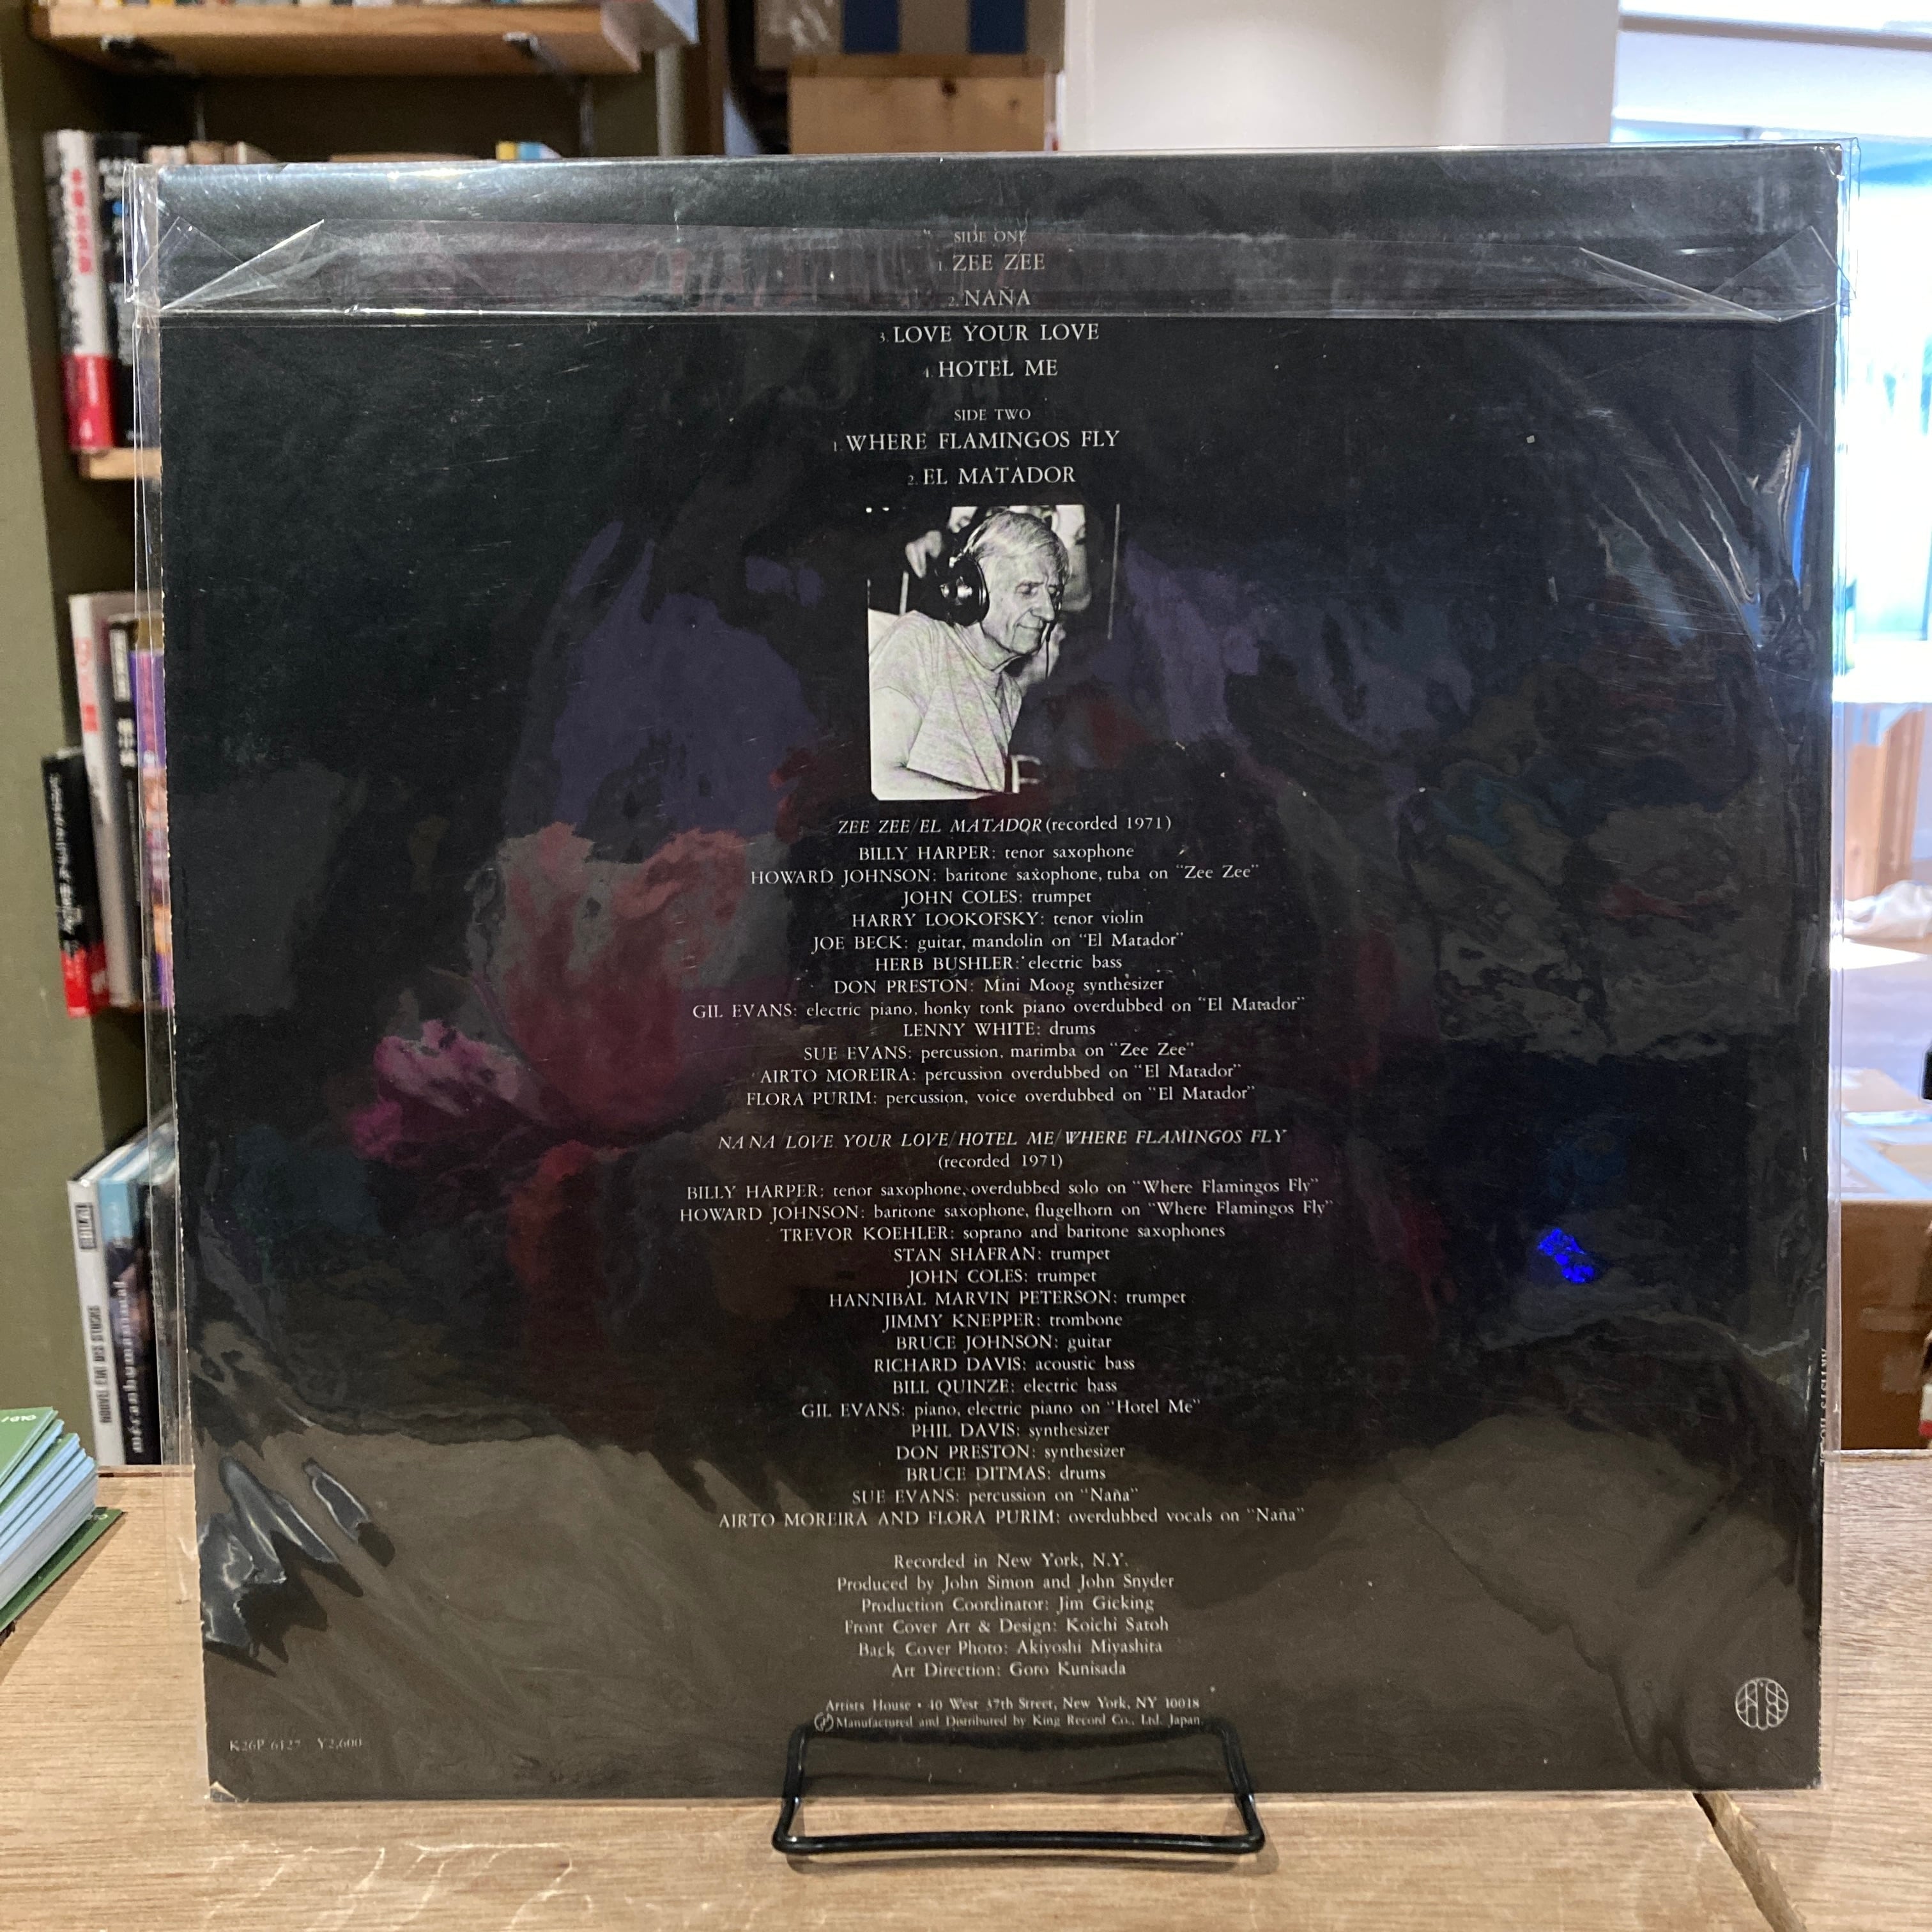 SIDE ONE
1. ZEE ZEE
2. NAÑA
3. LOVE YOUR LOVE
4. HOTEL ME
SIDE TWO
1. WHERE FLAMINGOS FLY
2. EL MATADOR
ZEE ZEE/EL MATADOR (recorded 1971)
BILLY HARPER: tenor saxophone
HOWARD JOHNSON: baritone saxophone, tuba on "Zee Zee"
JOHN COLES: trumpet
HARRY LOOKOFSKY: tenor violin
JOE BECK: guitar, mandolin on "El Matador"
HERB BUSHLER: electric bass
DON PRESTON: Mini Moog synthesizer
GIL EVANS: electric piano, honky tonk piano overdubbed on "El Matador"
LENNY WHITE: drums
SUE EVANS: percussion, marimba on "Zee Zee"
AIRTO MOREIRA: percussion overdubbed on "El Matador"
FLORA PURIM: percussion, voice overdubbed on "El Matador"
NANA/LOVE YOUR LOVE/HOTEL ME/WHERE FLAMINGOS FLY
(recorded 1971)
BILLY HARPER: tenor saxophone, overdubbed solo on "Where Flamingos Fly"
HOWARD JOHNSON: baritone saxophone, flugelhorn on "Where Flamingos Fly"
TREVOR KOEHLER: soprano and baritone saxophones
STAN SHAFRAN: trumpet
JOHN COLES: trumpet
HANNIBAL MARVIN PETERSON: trumpet
JIMMY KNEPPER: trombone
BRUCE JOHNSON: guitar
RICHARD DAVIS: acoustic bass
BILL QUINZE: electric bass
GIL EVANS: piano, electric piano on "Hotel Me"
PHIL DAVIS: synthesizer
DON PRESTON: synthesizer
BRUCE DITMAS: drums
SUE EVANS: percussion on "Naña"
AIRTO MOREIRA AND FLORA PURIM: overdubbed vocals on "Naña"
Recorded in New York, N.Y.
Produced by John Simon and John Snyder
Production Coordinator: Jim Gicking
Front Cover Art & Design: Koichi Satoh
Back Cover Photo: Akiyoshi Miyashita
Art Direction: Goro Kunisada
Artists House • 40 West 37th Street, New York, NY 10018
Manufactured and Distributed by King Record Co., Ltd. Japan.
K26P 6127 Y2,600
NOUVEL